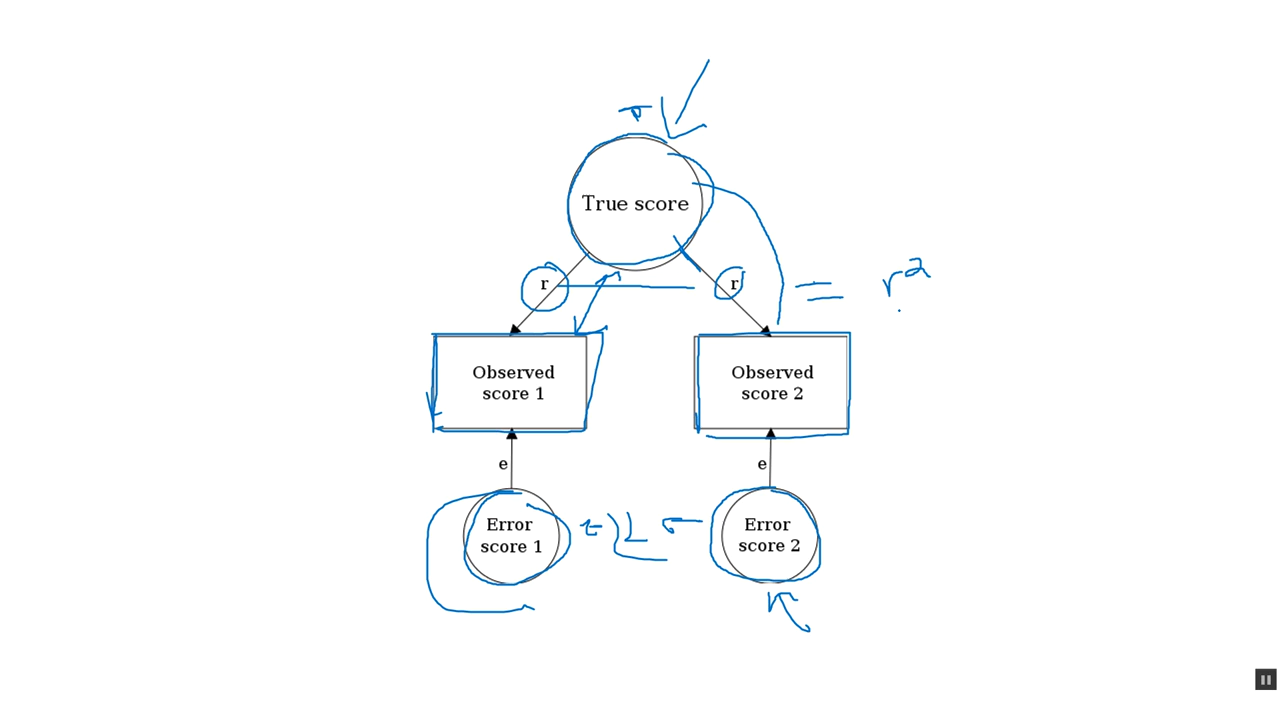 True score
r
r
= r²
Observed
score 1
Observed
score 2
e
e
Error
score 1
Error
score 2